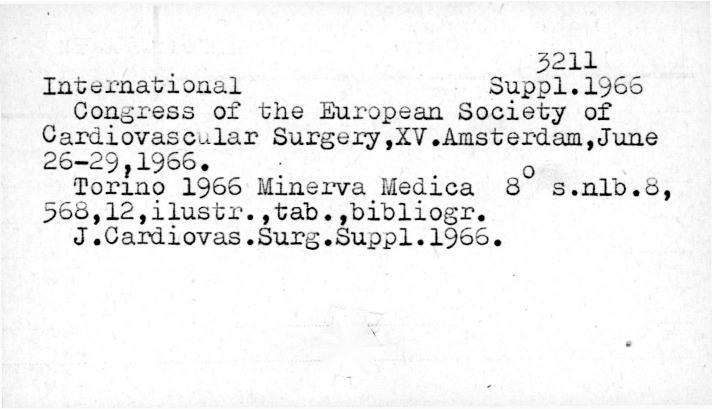 3211
International Suppl.1966
Congress of the European Society of
Cardiovascular Surgery,XV.Amsterdam,June
26-29,1966.
Torino 1966 Minerva Medica 8° s.nlb.8,
568,12,ilustr.,tab.,bibliogr.
J.Cardiovas.Surg.Suppl.1966.